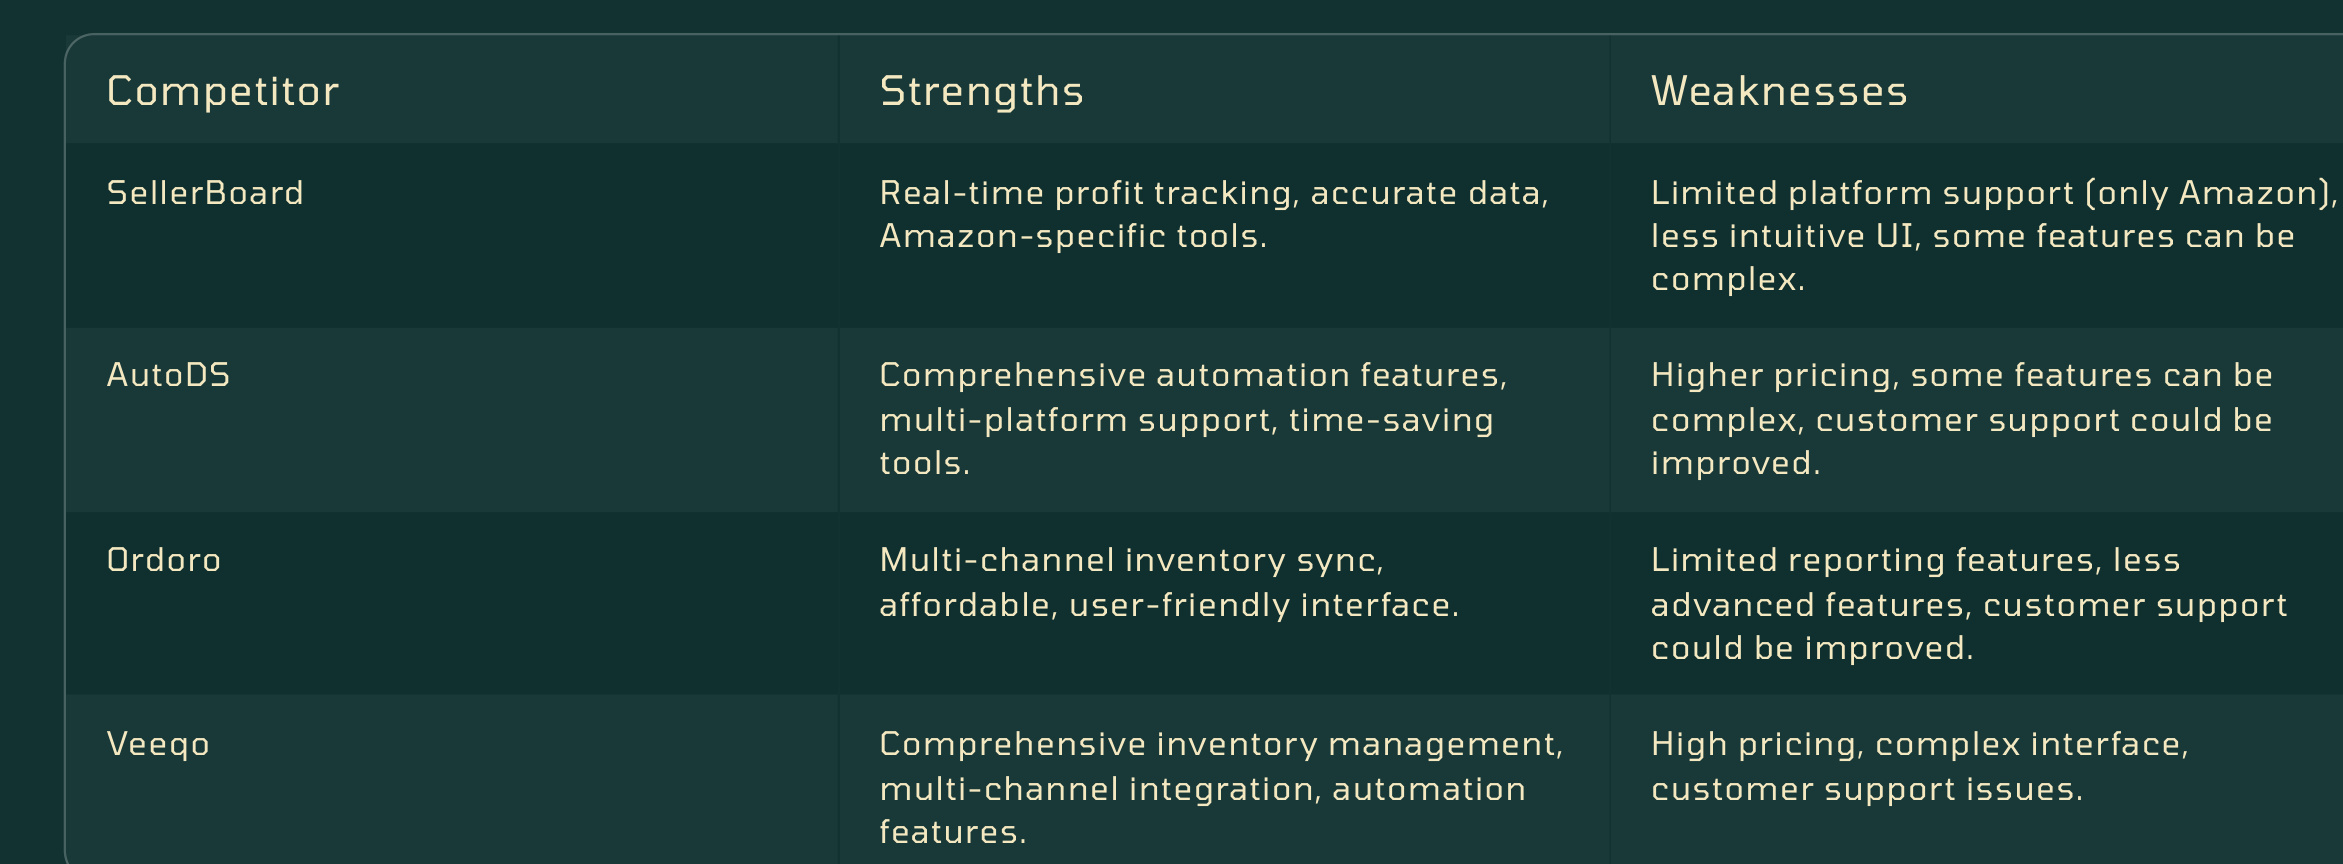 Competitor
Strengths
Weaknesses
SellerBoard
Real-time profit tracking, accurate data,
Amazon-specific tools.
Limited platform support (only Amazon),
less intuitive UI, some features can be
complex.
AutoDS
Comprehensive automation features,
multi-platform support, time-saving
tools.
Higher pricing, some features can be
complex, customer support could be
improved.
Ordoro
Multi-channel inventory sync,
affordable, user-friendly interface.
Limited reporting features, less
advanced features, customer support
could be improved.
Veeqo
Comprehensive inventory management,
multi-channel integration, automation
features.
High pricing, complex interface,
customer support issues.